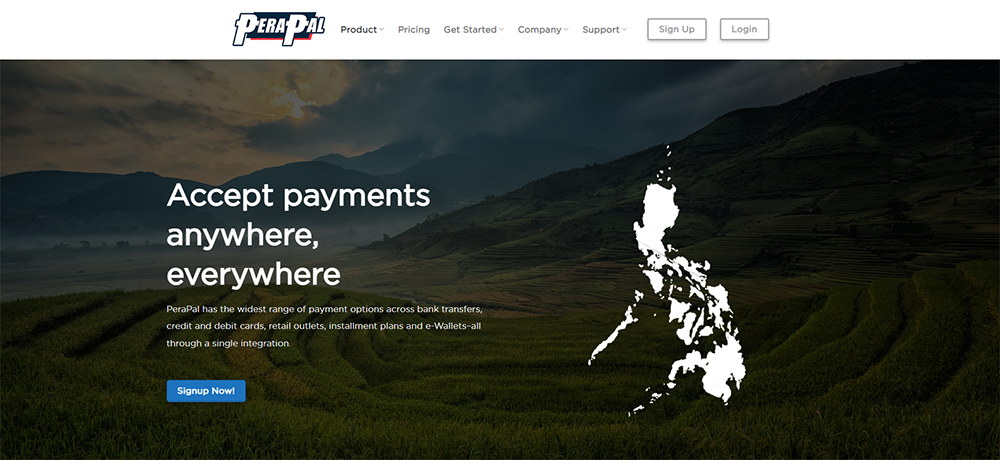 PERAPAL
Product
Pricing
Get Started
Company
Support
Sign Up
Login
Accept payments
anywhere,
everywhere
PeraPal has the widest range of payment options across bank transfers,
credit and debit cards, retail outlets, installment plans and e-Wallets–all
through a single integration.
Signup Now!